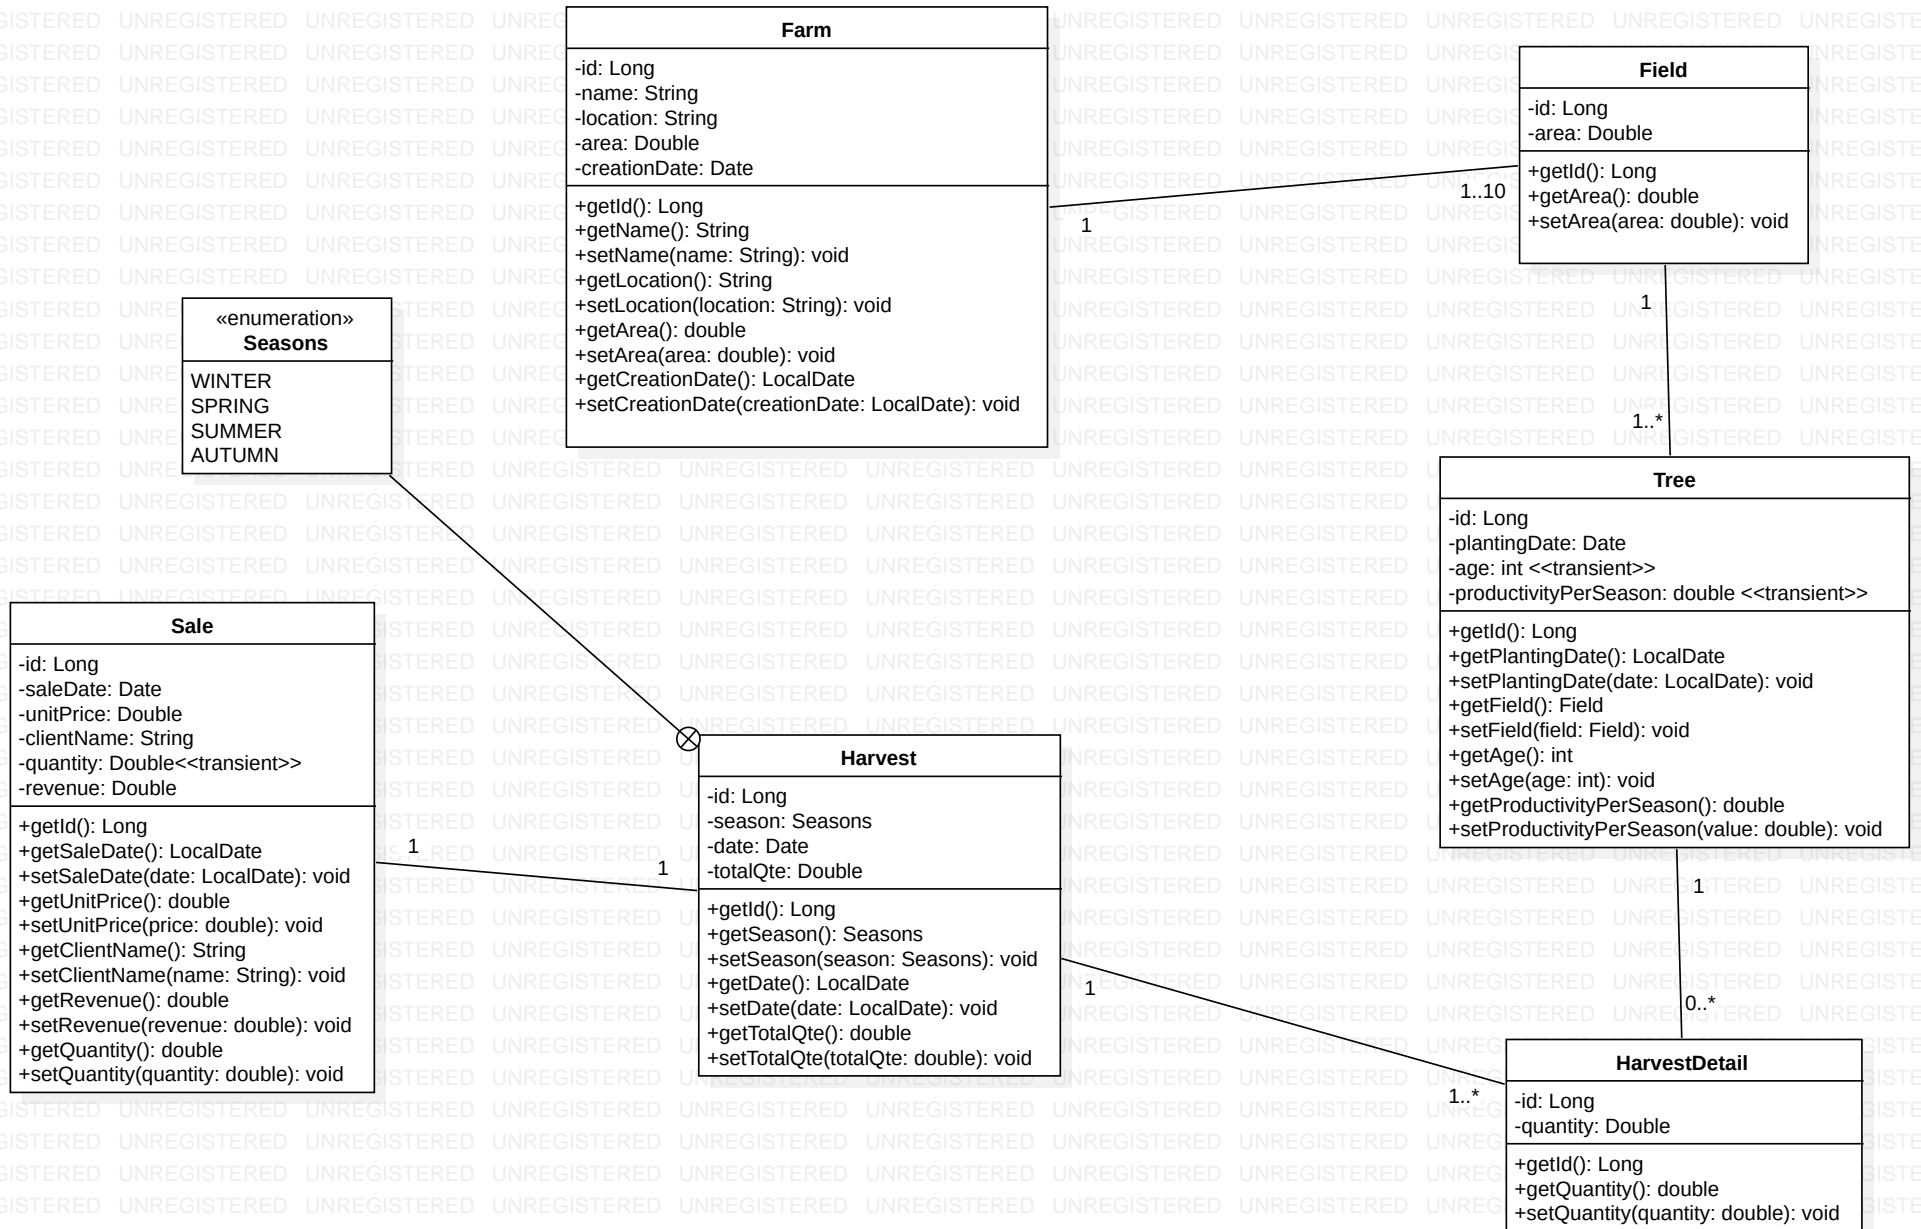 Farm
-id: Long
-name: String
-location: String
-area: Double
-creationDate: Date
+getId(): Long
+getName(): String
+setName(name: String): void
+getLocation(): String
+setLocation(location: String): void
+getArea(): double
+setArea(area: double): void
+getCreationDate(): LocalDate
+setCreationDate(creationDate: LocalDate): void
1
1..10
Field
-id: Long
-area: Double
+getId(): Long
+getArea(): double
+setArea(area: double): void
1
1..*
«enumeration»
Seasons
WINTER
SPRING
SUMMER
AUTUMN
Tree
-id: Long
-plantingDate: Date
-age: int <<transient>>
-productivityPerSeason: double <<transient>>
+getId(): Long
+getPlantingDate(): LocalDate
+setPlantingDate(date: LocalDate): void
+getField(): Field
+setField(field: Field): void
+getAge(): int
+setAge(age: int): void
+getProductivityPerSeason(): double
+setProductivityPerSeason(value: double): void
1
0..*
Sale
-id: Long
-saleDate: Date
-unitPrice: Double
-clientName: String
-quantity: Double<<transient>>
-revenue: Double
+getId(): Long
+getSaleDate(): LocalDate
+setSaleDate(date: LocalDate): void
+getUnitPrice(): double
+setUnitPrice(price: double): void
+getClientName(): String
+setClientName(name: String): void
+getRevenue(): double
+setRevenue(revenue: double): void
+getQuantity(): double
+setQuantity(quantity: double): void
1
1
Harvest
-id: Long
-season: Seasons
-date: Date
-totalQte: Double
+getId(): Long
+getSeason(): Seasons
+setSeason(season: Seasons): void
+getDate(): LocalDate
+setDate(date: LocalDate): void
+getTotalQte(): double
+setTotalQte(totalQte: double): void
1
1..*
HarvestDetail
-id: Long
-quantity: Double
+getId(): Long
+getQuantity(): double
+setQuantity(quantity: double): void
UNREGISTERED